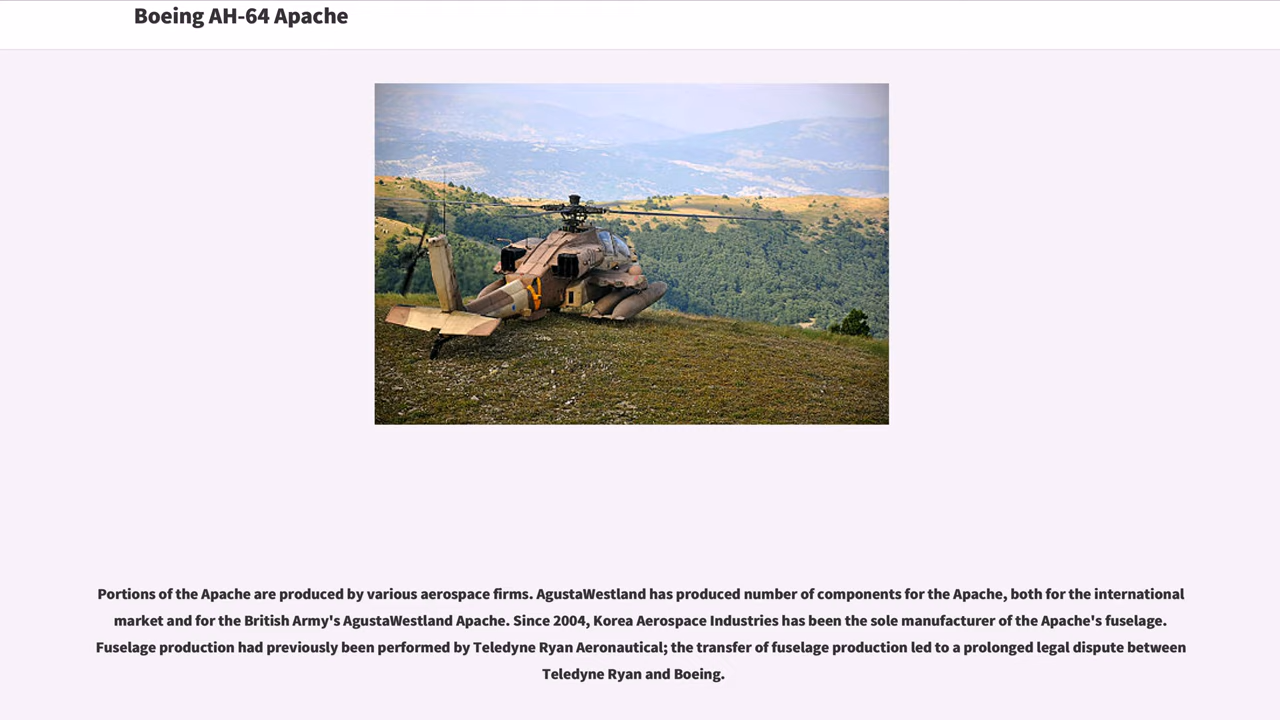 Boeing AH-64 Apache
Portions of the Apache are produced by various aerospace firms. AgustaWestland has produced number of components for the Apache, both for the international
market and for the British Army's AgustaWestland Apache. Since 2004, Korea Aerospace Industries has been the sole manufacturer of the Apache's fuselage.
Fuselage production had previously been performed by Teledyne Ryan Aeronautical; the transfer of fuselage production led to a prolonged legal dispute between
Teledyne Ryan and Boeing.